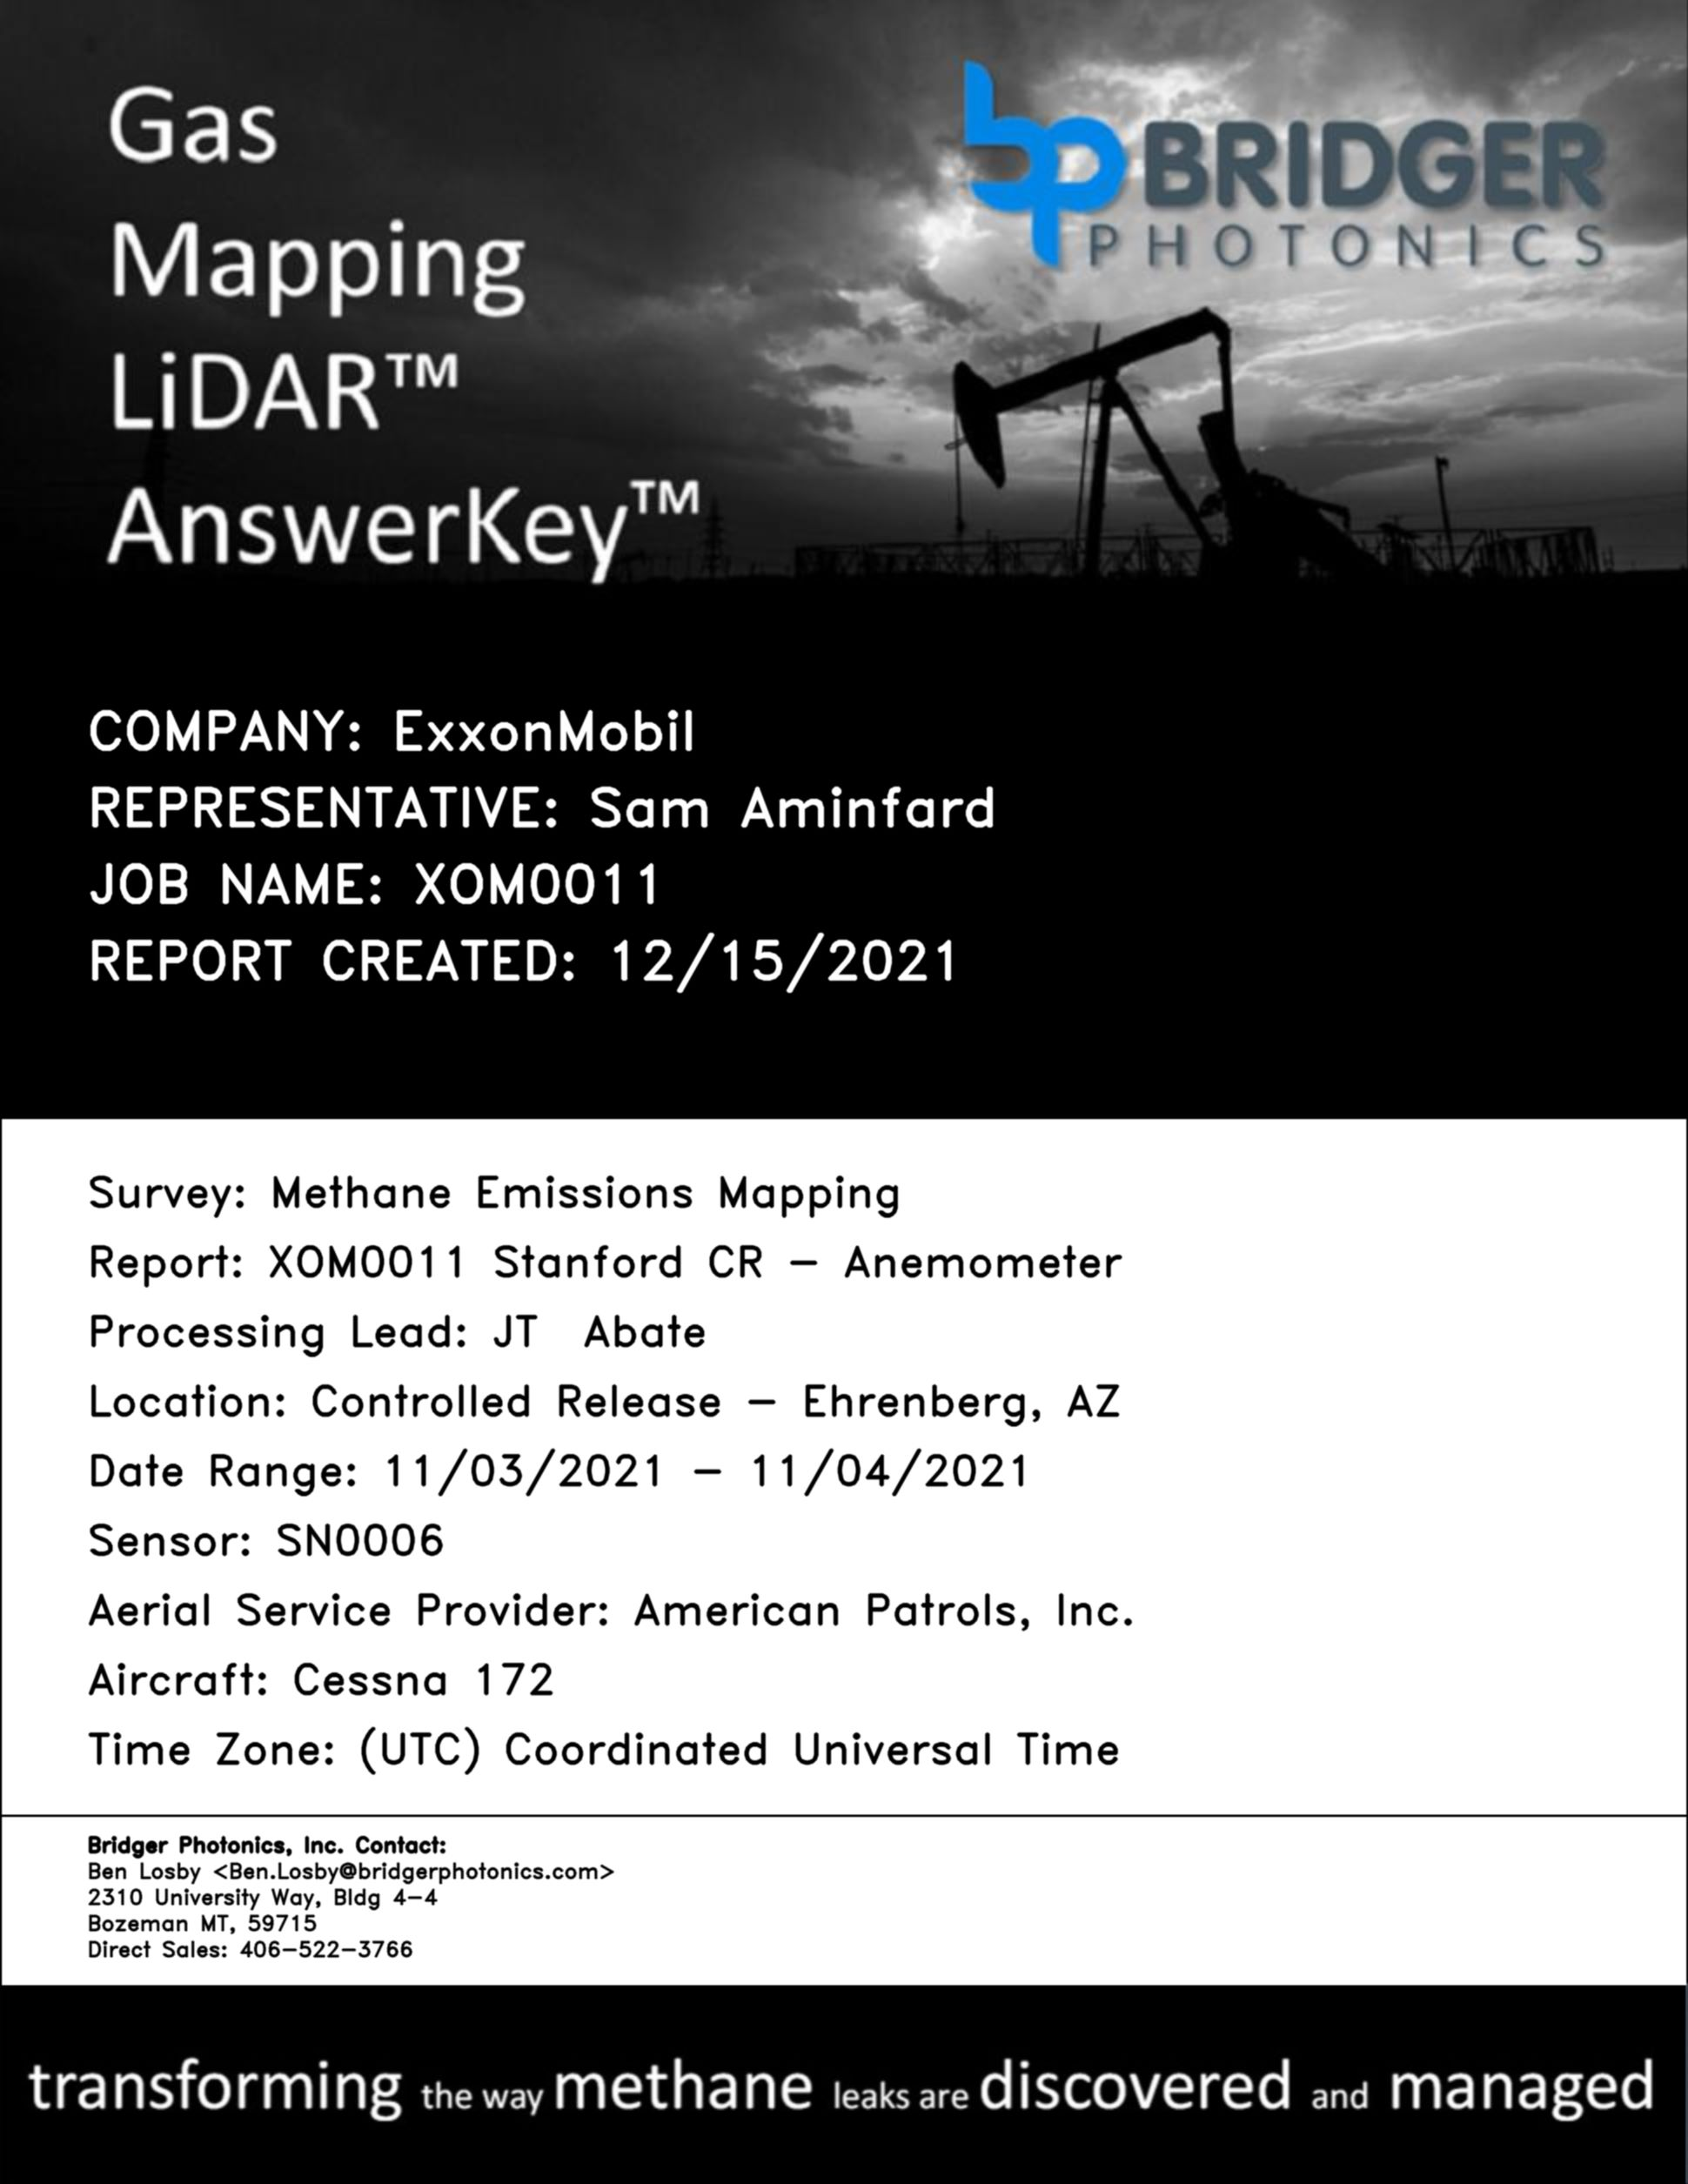 Gas
Mapping
LiDAR™
AnswerKey™
BRIDGER
PHOTONICS
COMPANY: ExxonMobil
REPRESENTATIVE: Sam Aminfard
JOB NAME: XOM0011
REPORT CREATED: 12/15/2021
Survey: Methane Emissions Mapping
Report: XOM0011 Stanford CR – Anemometer
Processing Lead: JT  Abate
Location: Controlled Release – Ehrenberg, AZ
Date Range: 11/03/2021 – 11/04/2021
Sensor: SN0006
Aerial Service Provider: American Patrols, Inc.
Aircraft: Cessna 172
Time Zone: (UTC) Coordinated Universal Time
Bridger Photonics, Inc. Contact:
Ben Losby <Ben.Losby@bridgerphotonics.com>
2310 University Way, Bldg 4–4
Bozeman MT, 59715
Direct Sales: 406–522–3766
transforming the way methane leaks are discovered and managed